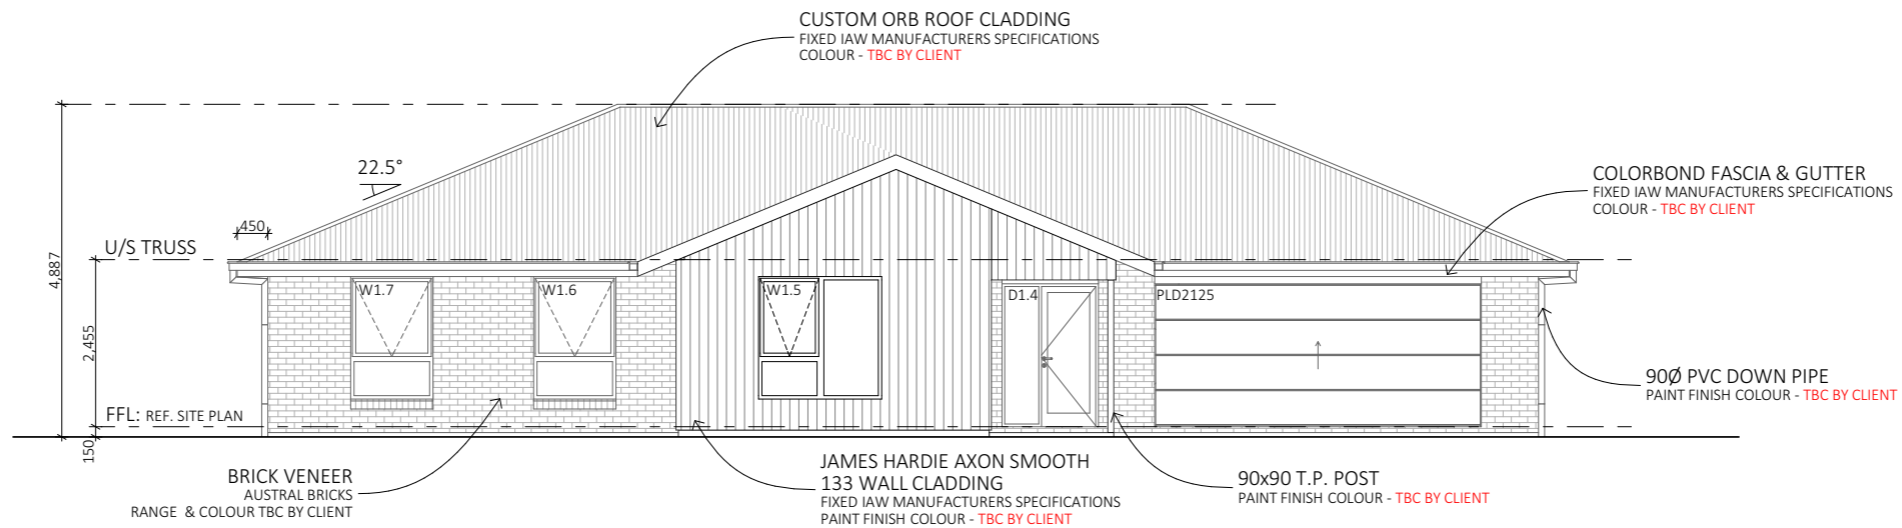 CUSTOM ORB ROOF CLADDING
FIXED IAW MANUFACTURERS SPECIFICATIONS
COLOUR - TBC BY CLIENT
22.5°
COLORBOND FASCIA & GUTTER
FIXED IAW MANUFACTURERS SPECIFICATIONS
COLOUR - TBC BY CLIENT
450
U/S TRUSS
4,887
W1.7
W1.6
W1.5
D1.4
PLD2125
2,455
90Ø PVC DOWN PIPE
PAINT FINISH COLOUR - TBC BY CLIENT
FFL: REF. SITE PLAN
150
BRICK VENEER
AUSTRAL BRICKS
RANGE & COLOUR TBC BY CLIENT
JAMES HARDIE AXON SMOOTH
133 WALL CLADDING
FIXED IAW MANUFACTURERS SPECIFICATIONS
PAINT FINISH COLOUR - TBC BY CLIENT
90x90 T.P. POST
PAINT FINISH COLOUR - TBC BY CLIENT